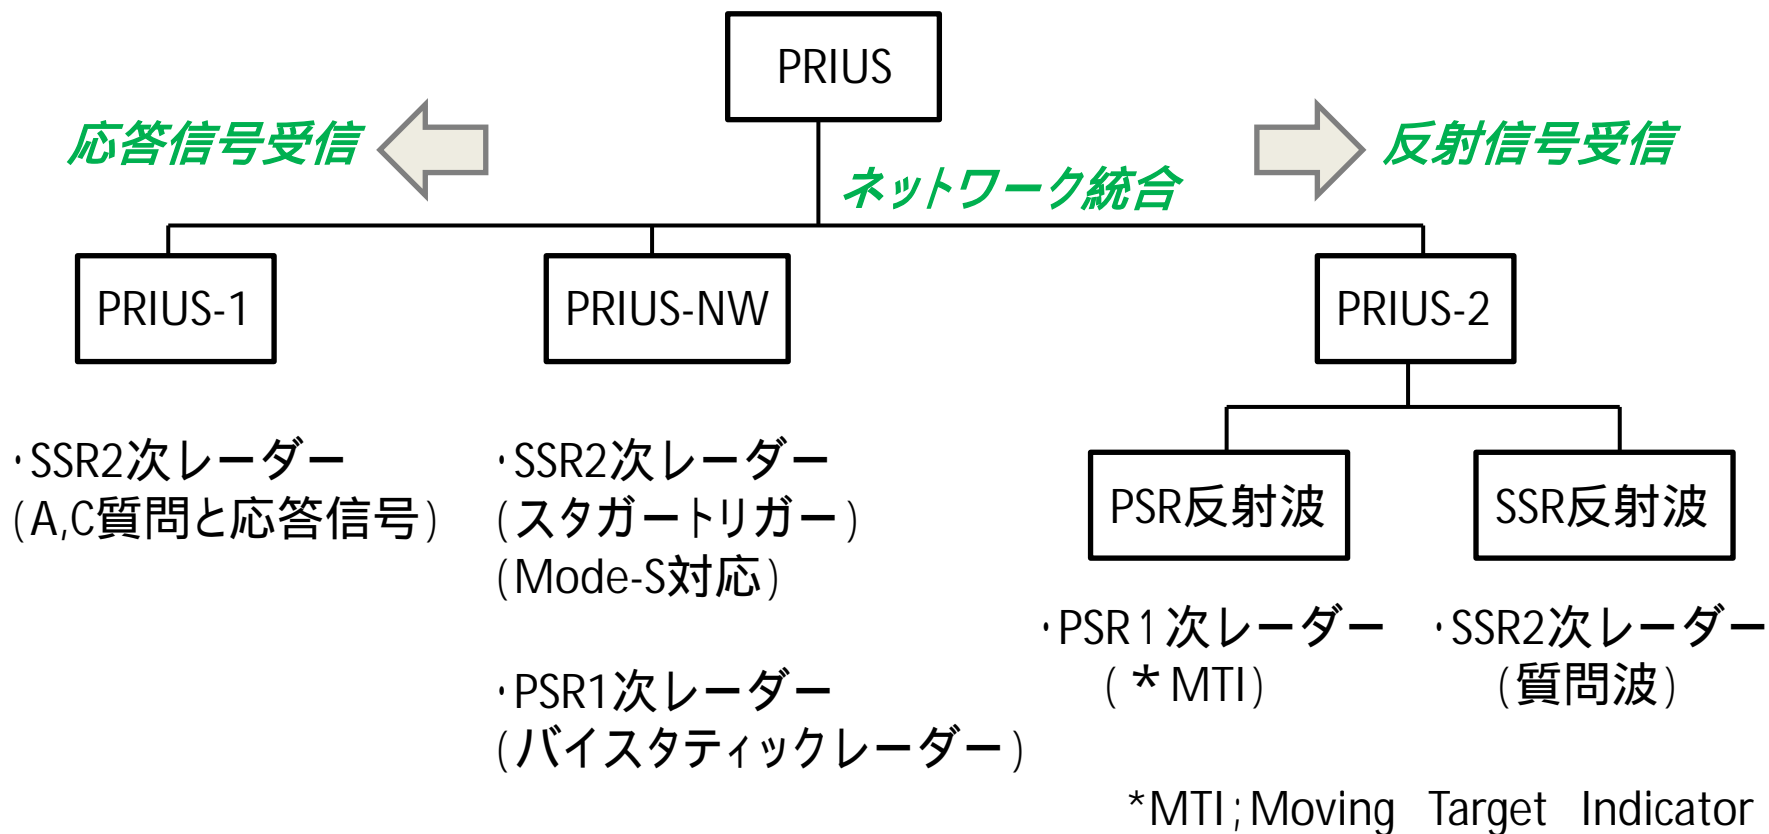 PRIUS
応答信号受信
反射信号受信
ネットワーク統合
PRIUS-1
PRIUS-NW
PRIUS-2
・SSR2次レーダー
(A,C質問と応答信号)
・SSR2次レーダー
(スタガートリガー)
(Mode-S対応)
・PSR1次レーダー
(バイスタティックレーダー)
PSR反射波
SSR反射波
・PSR1次レーダー
(*MTI)
・SSR2次レーダー
(質問波)
*MTI;Moving Target Indicator